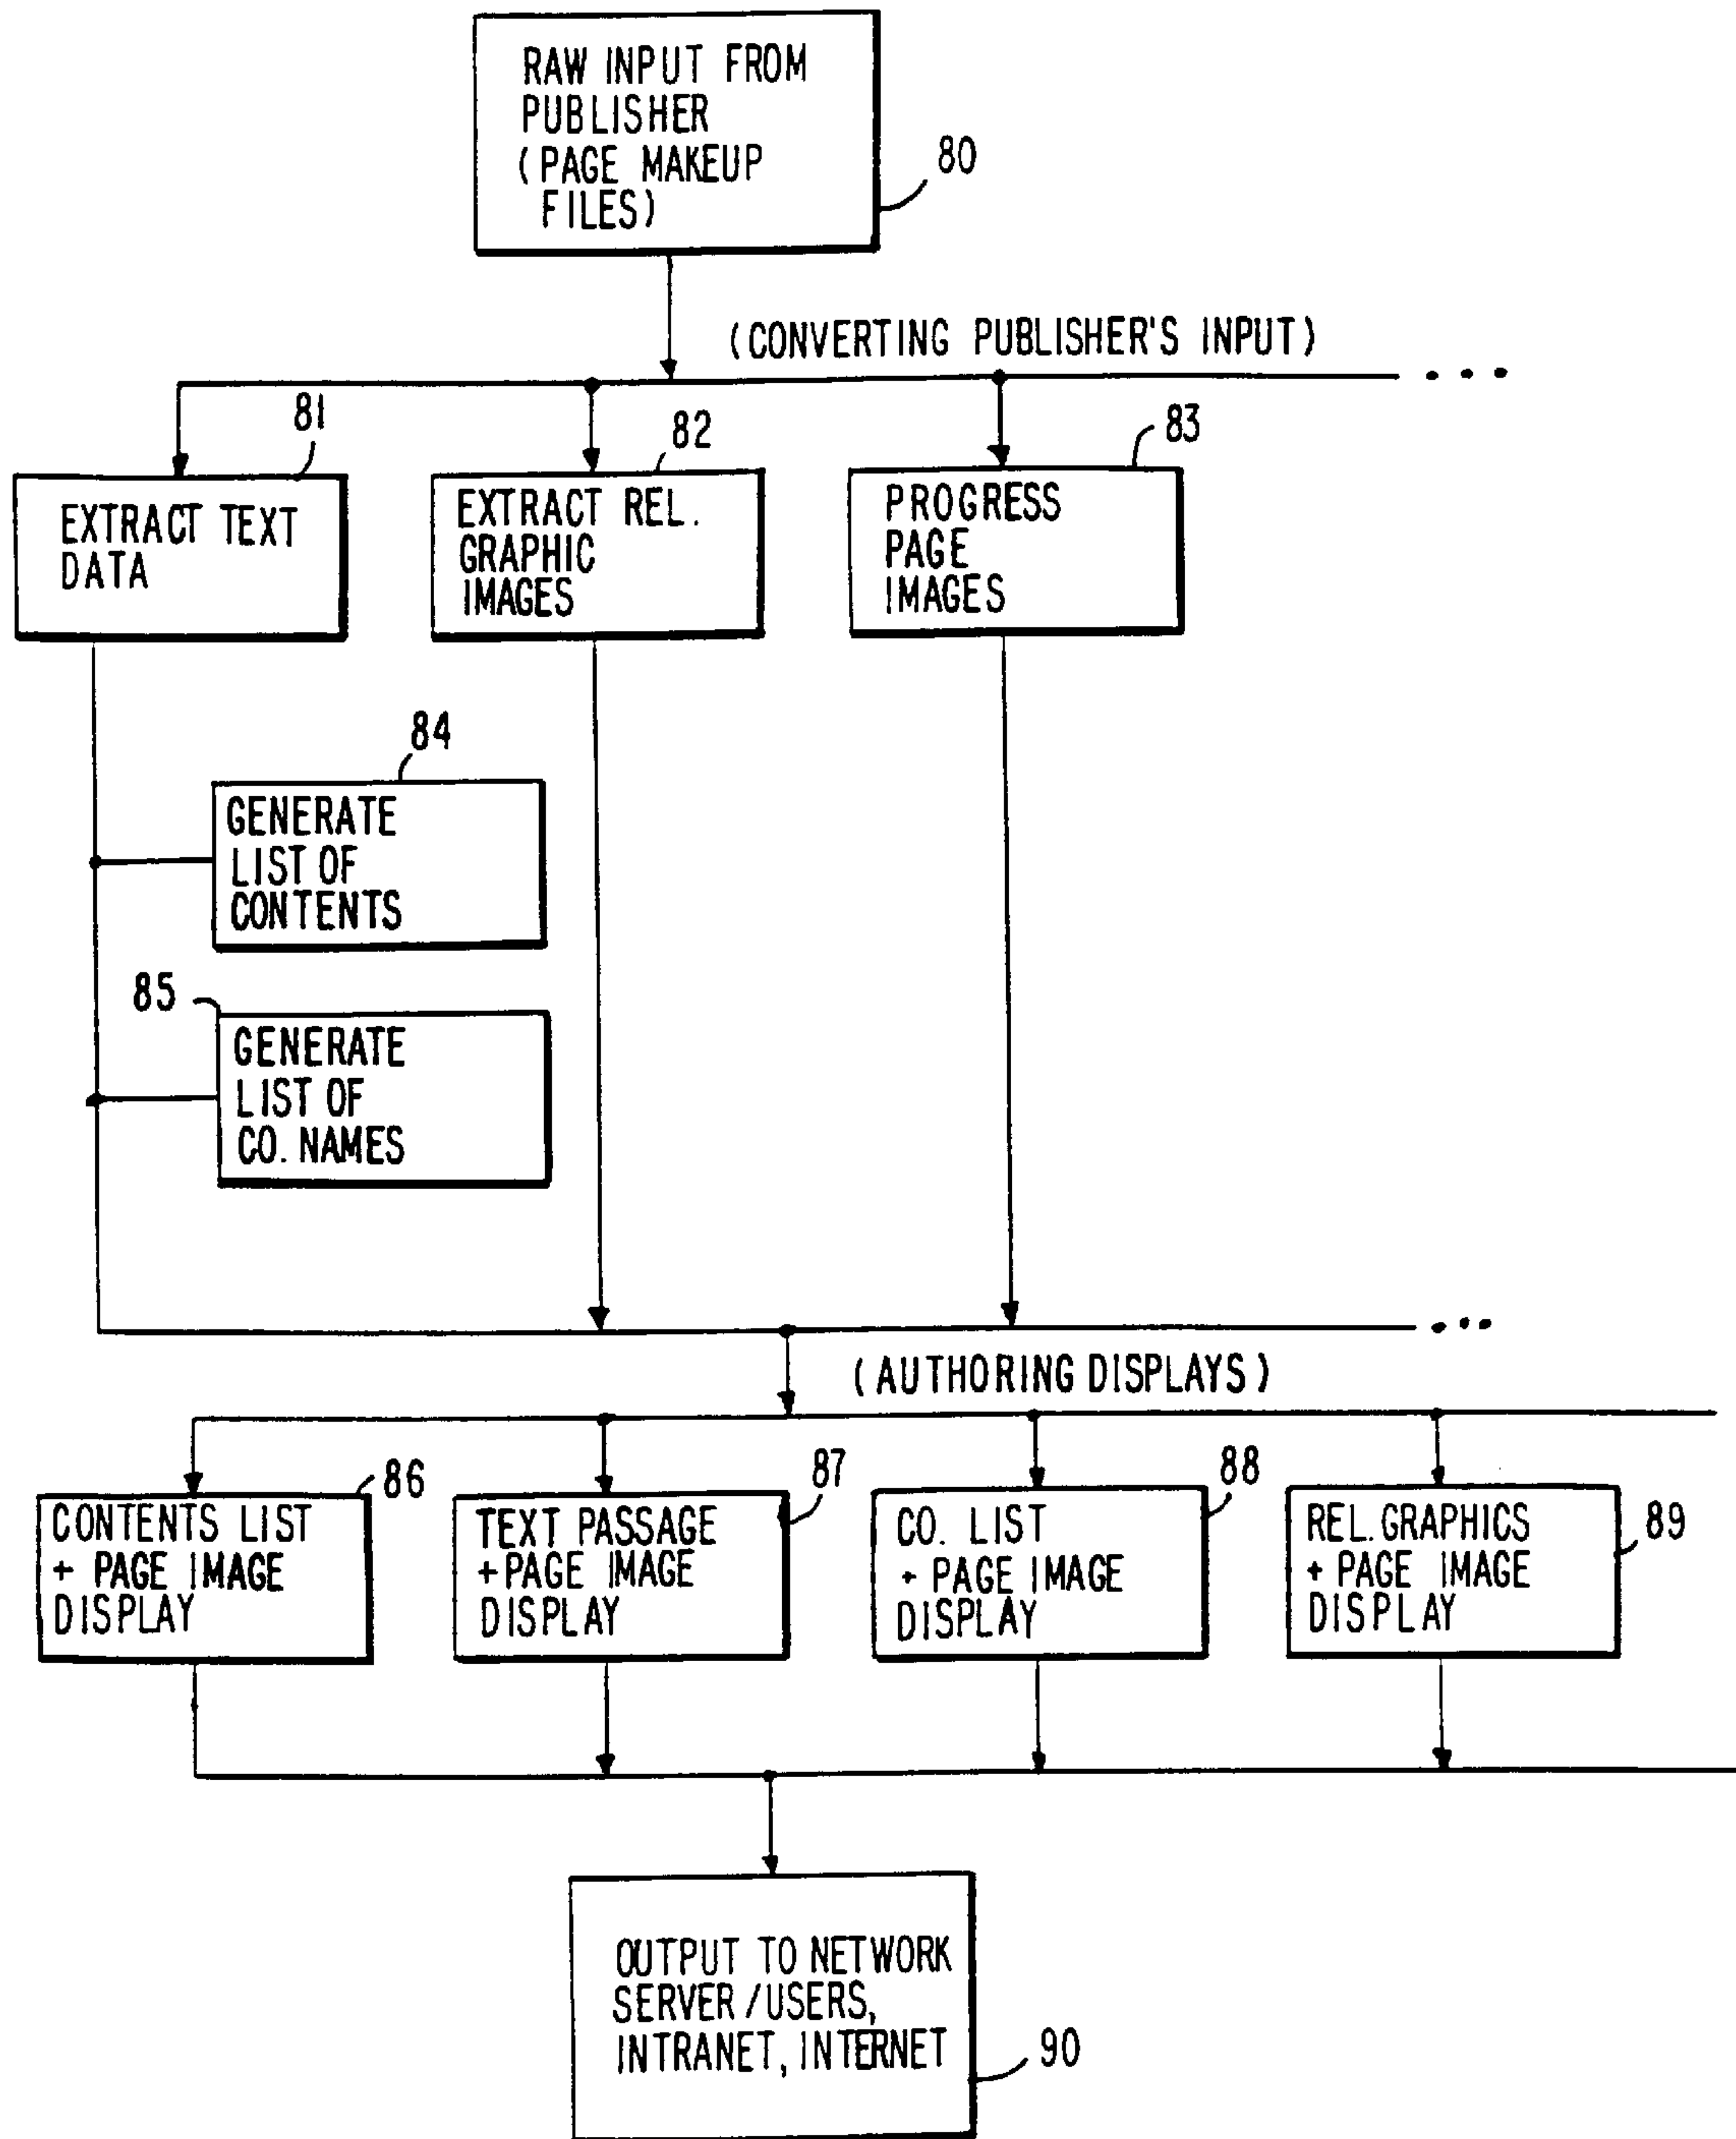 RAW INPUT FROM
PUBLISHER
(PAGE MAKEUP
FILES)
80
(CONVERTING PUBLISHER'S INPUT)
81
82
83
EXTRACT TEXT
DATA
EXTRACT REL.
GRAPHIC
IMAGES
PROGRESS
PAGE
IMAGES
84
GENERATE
LIST OF
CONTENTS
85
GENERATE
LIST OF
CO. NAMES
(AUTHORING DISPLAYS)
86
87
88
89
CONTENTS LIST
+ PAGE IMAGE
DISPLAY
TEXT PASSAGE
+ PAGE IMAGE
DISPLAY
CO. LIST
+ PAGE IMAGE
DISPLAY
REL. GRAPHICS
+ PAGE IMAGE
DISPLAY
OUTPUT TO NETWORK
SERVER/USERS,
INTRANET, INTERNET
90